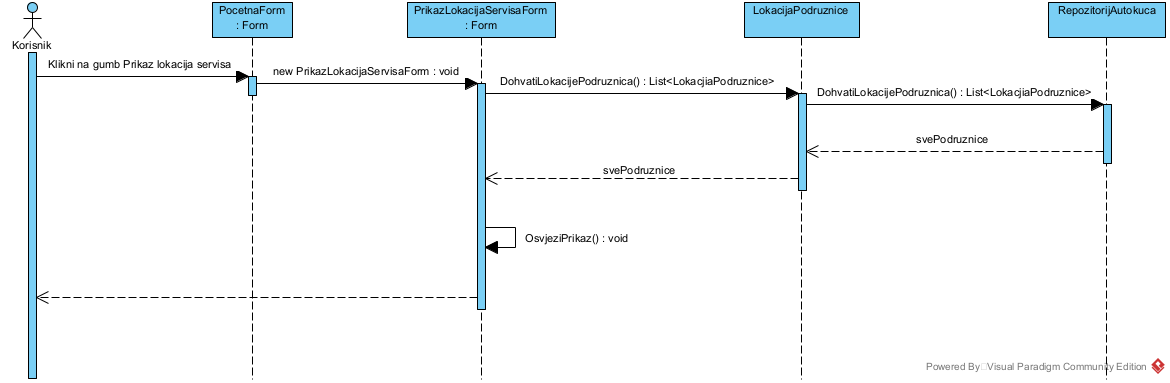 PocetnaForm
: Form
PrikazLokacijaServisaForm
: Form
LokacijaPodruznice
RepozitorijAutokuca
Korisnik
Klikni na gumb Prikaz lokacija servisa
new PrikazLokacijaServisaForm : void
DohvatiLokacijePodruznica() : List<LokacjiaPodruznice>
DohvatiLokacijePodruznica() : List<LokacjiaPodruznice>
svePodruznice
svePodruznice
OsvjeziPrikaz() : void
Powered By Visual Paradigm Community Edition